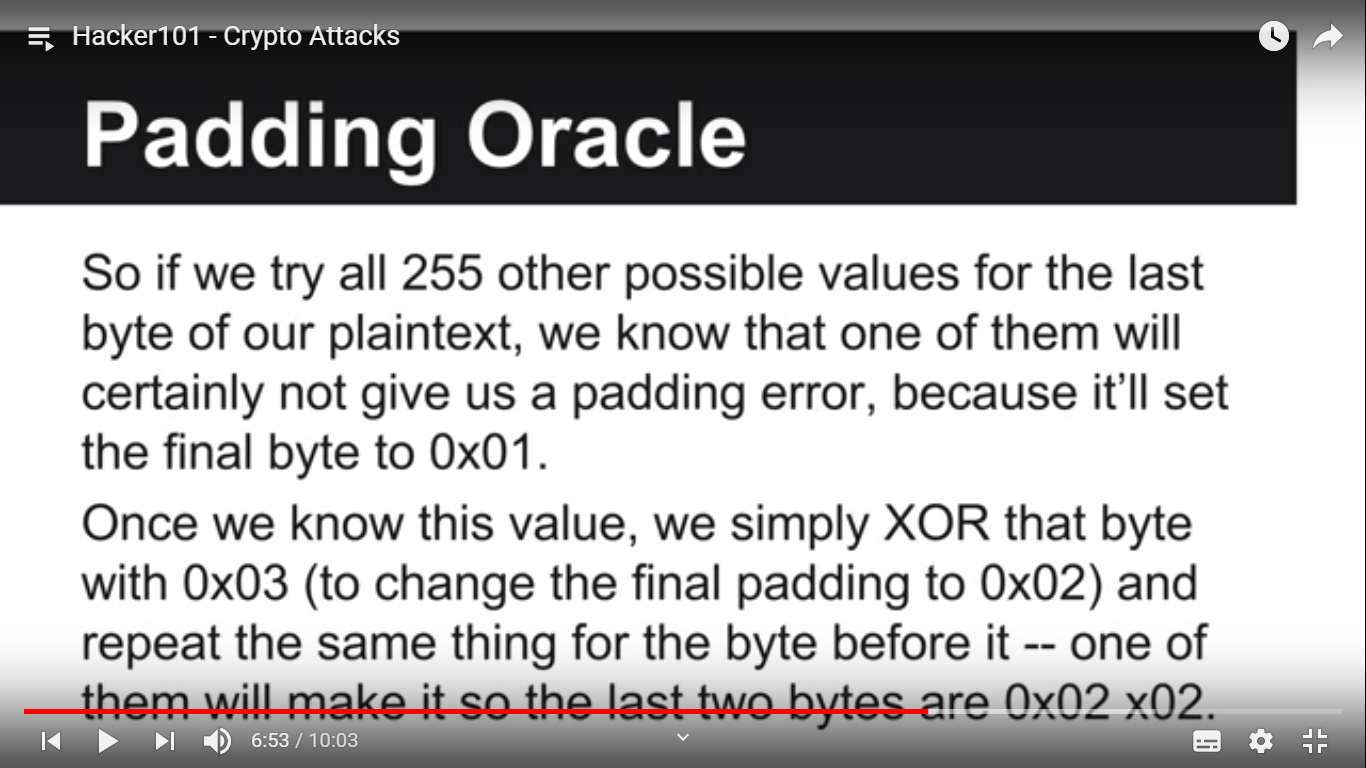 Hacker101 - Crypto Attacks
Padding Oracle
So if we try all 255 other possible values for the last
byte of our plaintext, we know that one of them will
certainly not give us a padding error, because it'll set
the final byte to 0x01.
Once we know this value, we simply XOR that byte
with 0x03 (to change the final padding to 0x02) and
repeat the same thing for the byte before it -- one of
them will make it so the last two bytes are 0x02 x02.
6:53 / 10:03